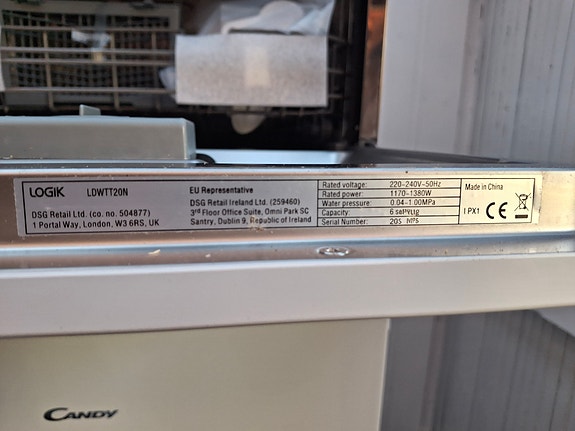 LOGIK LDWTT20N
DSG Retail Ltd. (co. no. 504877)
1 Portal Way, London, W3 6RS, UK
EU Representative
DSG Retail Ireland Ltd. (259460)
3rd Floor Office Suite, Omni Park SC
Santry, Dublin 9, Republic of Ireland
Rated voltage: 220-240V~50Hz
Rated power: 1170-1380W
Water pressure: 0.04-1.00MPa
Capacity: 6
Serial Number:
Made in China
IPX1 CE
CANDY